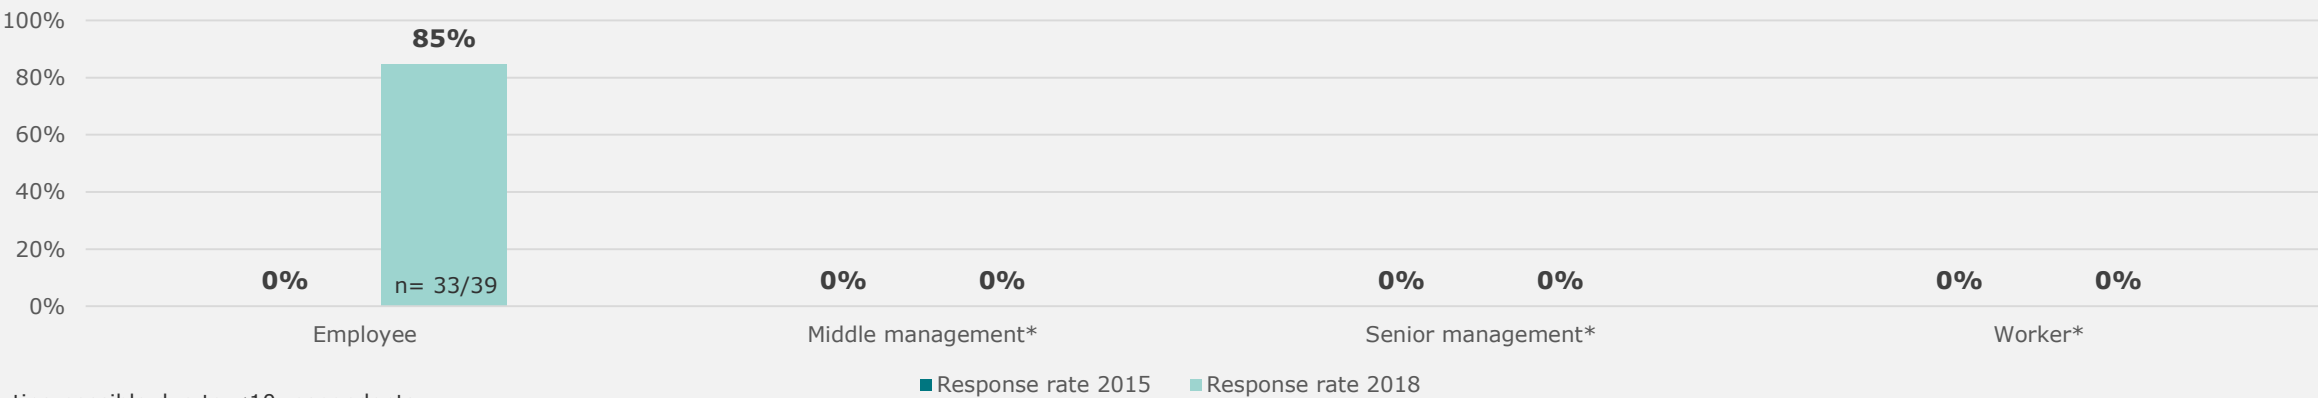 100%
85%
80%
60%
40%
20%
0% n= 33/39 0% 0% 0% 0% 0% 0%
0%
Employee Middle management* Senior management* Worker*
Response rate 2015 Response rate 2018